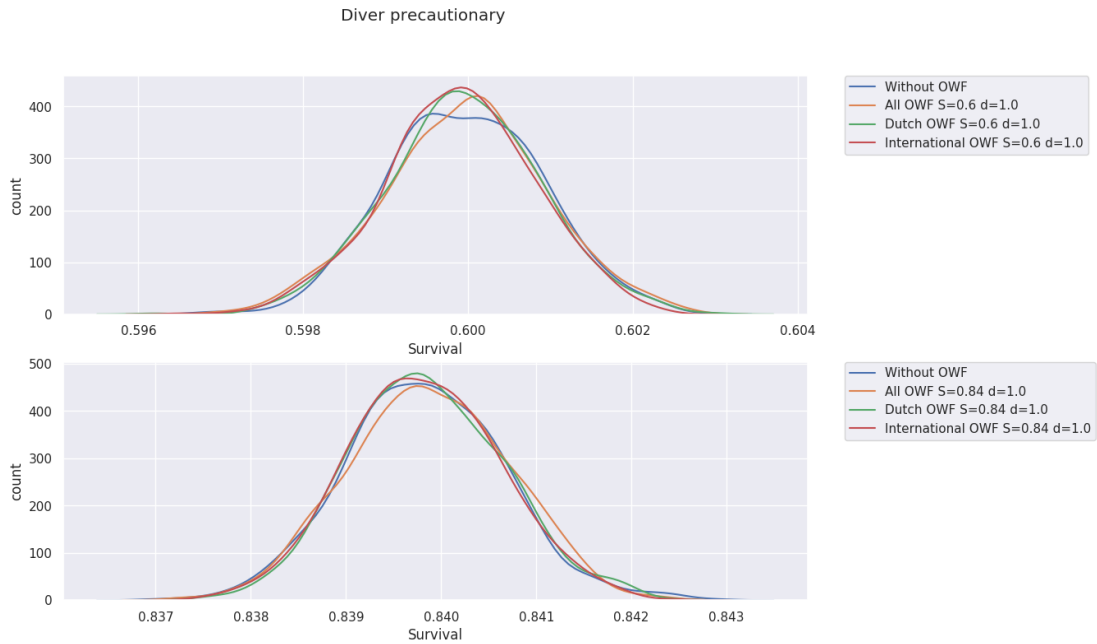 Diver precautionary
400
300
200
100
0
count
0.596
0.598
0.600
0.602
0.604
Survival
Without OWF
All OWF S=0.6 d=1.0
Dutch OWF S=0.6 d=1.0
International OWF S=0.6 d=1.0
500
400
300
200
100
0
count
0.837
0.838
0.839
0.840
0.841
0.842
0.843
Survival
Without OWF
All OWF S=0.84 d=1.0
Dutch OWF S=0.84 d=1.0
International OWF S=0.84 d=1.0